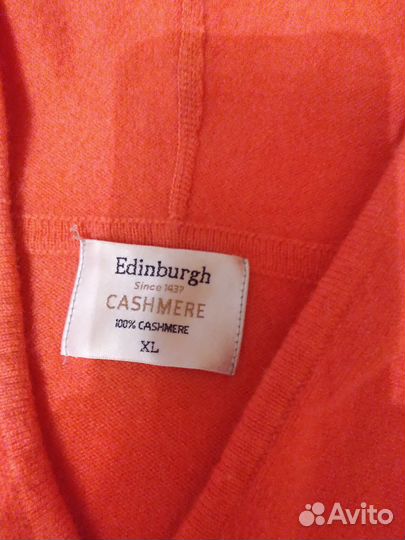 Edinburgh
Since 1437
CASHMERE
100% CASHMERE
XL
Avito